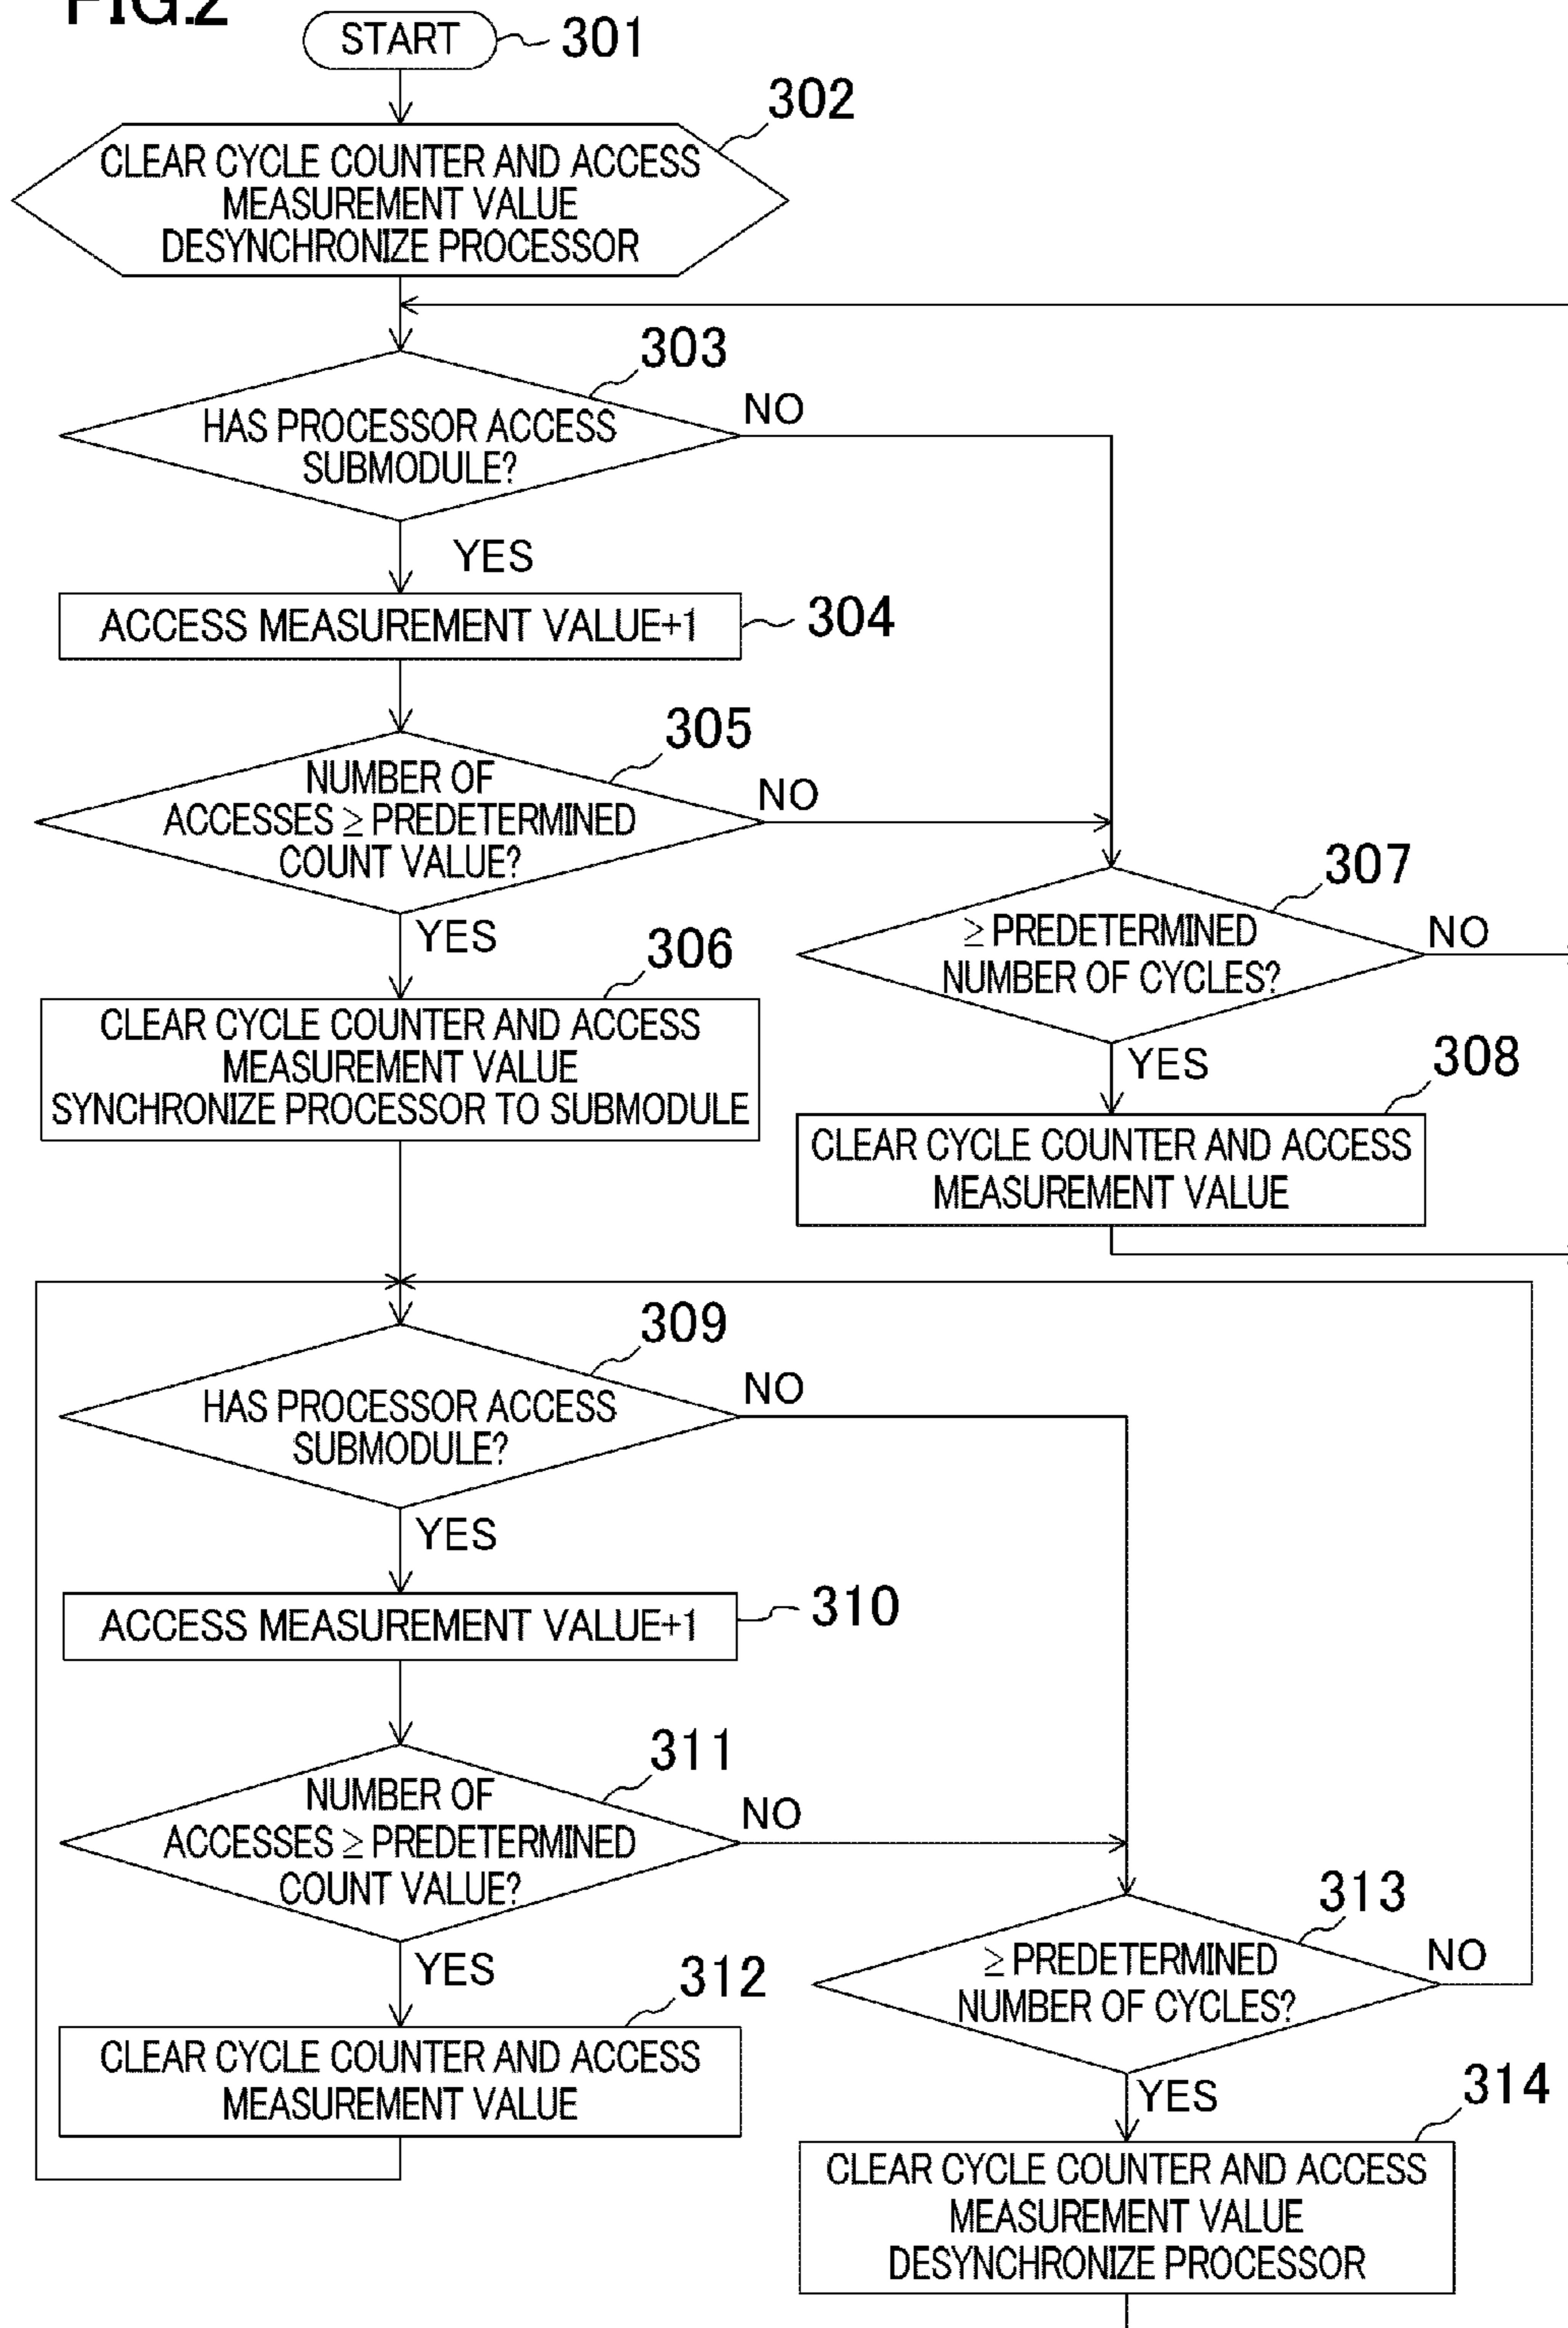 FIG.2
START
301
302
CLEAR CYCLE COUNTER AND ACCESS
MEASUREMENT VALUE
DESYNCHRONIZE PROCESSOR
303
HAS PROCESSOR ACCESS
SUBMODULE?
NO
YES
ACCESS MEASUREMENT VALUE+1
304
305
NUMBER OF
ACCESSES ≥ PREDETERMINED
COUNT VALUE?
NO
YES
306
CLEAR CYCLE COUNTER AND ACCESS
MEASUREMENT VALUE
SYNCHRONIZE PROCESSOR TO SUBMODULE
307
≥ PREDETERMINED
NUMBER OF CYCLES?
NO
YES
308
CLEAR CYCLE COUNTER AND ACCESS
MEASUREMENT VALUE
309
HAS PROCESSOR ACCESS
SUBMODULE?
NO
YES
ACCESS MEASUREMENT VALUE+1
310
311
NUMBER OF
ACCESSES ≥ PREDETERMINED
COUNT VALUE?
NO
YES
312
CLEAR CYCLE COUNTER AND ACCESS
MEASUREMENT VALUE
313
≥ PREDETERMINED
NUMBER OF CYCLES?
NO
YES
314
CLEAR CYCLE COUNTER AND ACCESS
MEASUREMENT VALUE
DESYNCHRONIZE PROCESSOR